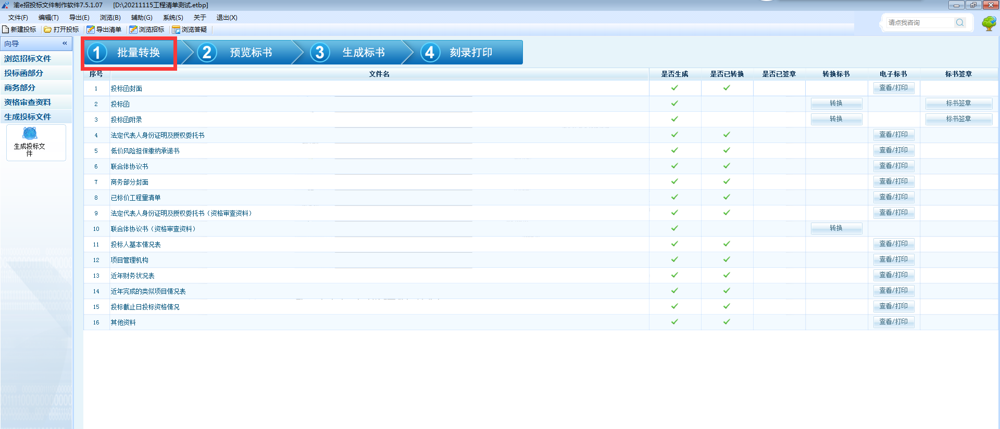 渝e招投标文件制作软件7.5.1.07 [D:\20211115工程清单测试.etbp]
文件(F) 编辑(T) 导出(E) 浏览(B) 辅助(G) 系统(S) 关于 退出(X)
新建投标 打开投标 导出清单 浏览招标 浏览答疑
请点我咨询
向导 «
浏览招标文件
投标函部分
商务部分
资格审查资料
生成投标文件
生成投标文
件
1 批量转换 2 预览标书 3 生成标书 4 刻录打印
序号 文件名 是否生成 是否已转换 是否已签章 转换标书 电子标书 标书签章
1 投标函封面 查看/打印
2 投标函 转换 标书签章
3 投标函附录 转换 标书签章
4 法定代表人身份证明及授权委托书 查看/打印
5 低价风险担保缴纳承诺书 查看/打印
6 联合体协议书 查看/打印
7 商务部分封面 查看/打印
8 已标价工程量清单 查看/打印
9 法定代表人身份证明及授权委托书（资格审查资料） 查看/打印
10 联合体协议书（资格审查资料） 转换
11 投标人基本情况表 查看/打印
12 项目管理机构 查看/打印
13 近年财务状况表 查看/打印
14 近年完成的类似项目情况表 查看/打印
15 投标截止日投标资格情况 查看/打印
16 其他资料 查看/打印